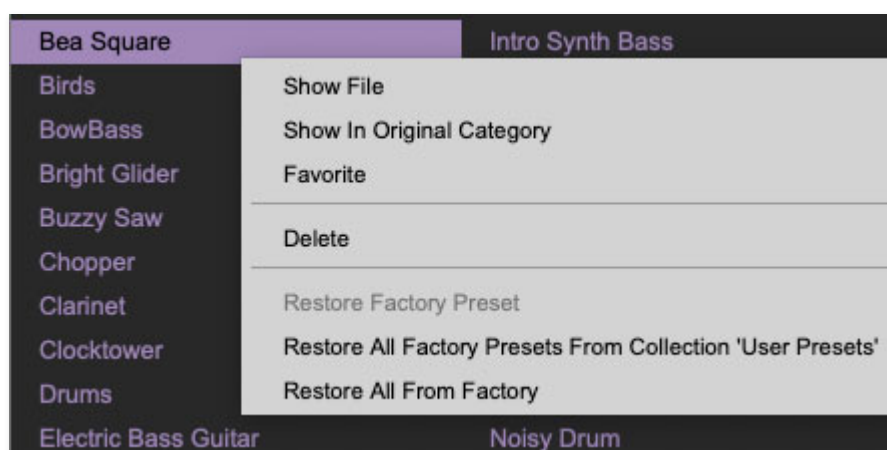 Bea Square
Intro Synth Bass
Birds
BowBass
Bright Glider
Buzzy Saw
Chopper
Clarinet
Clocktower
Drums
Electric Bass Guitar
Noisy Drum
Show File
Show In Original Category
Favorite
Delete
Restore Factory Preset
Restore All Factory Presets From Collection 'User Presets'
Restore All From Factory